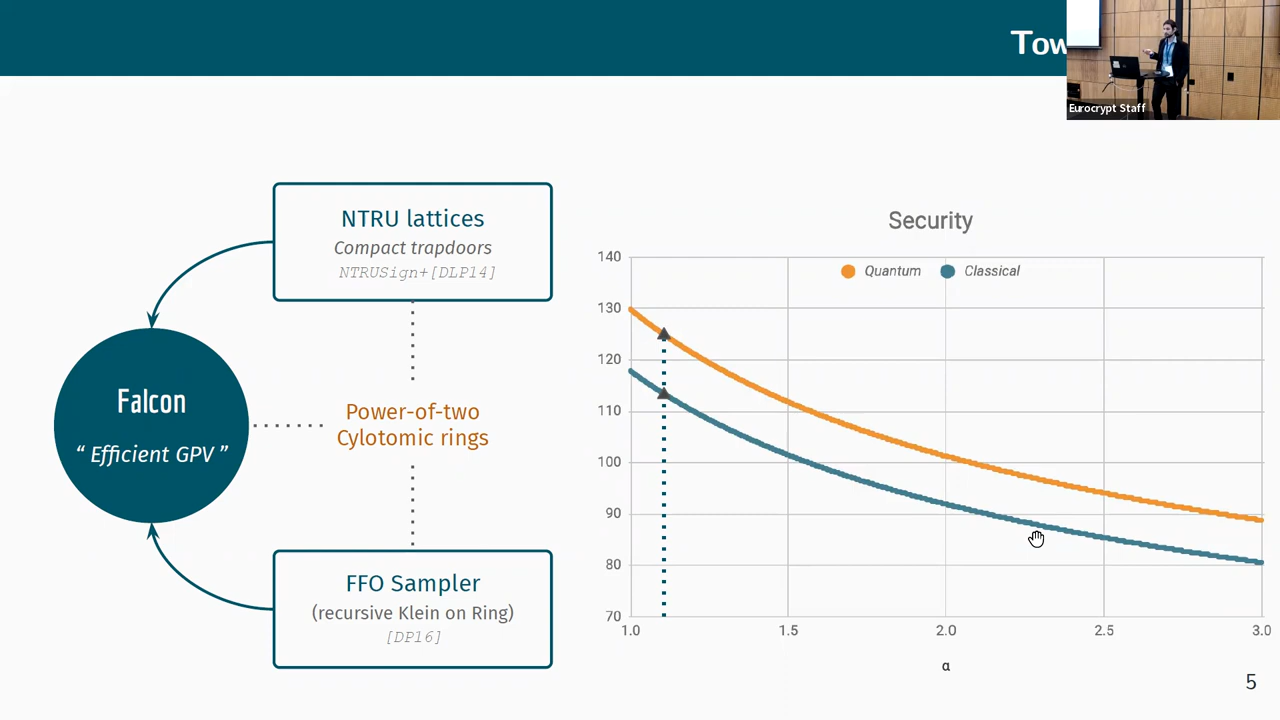 Tow
Eurocrypt Staff
NTRU lattices
Compact trapdoors
NTRUSign+[DLP14]
Falcon
“ Efficient GPV ”
Power-of-two
Cylotomic rings
FFO Sampler
(recursive Klein on Ring)
[DP16]
Security
Quantum
Classical
140
130
120
110
100
90
80
70
1.0
1.5
2.0
2.5
3.0
α
5